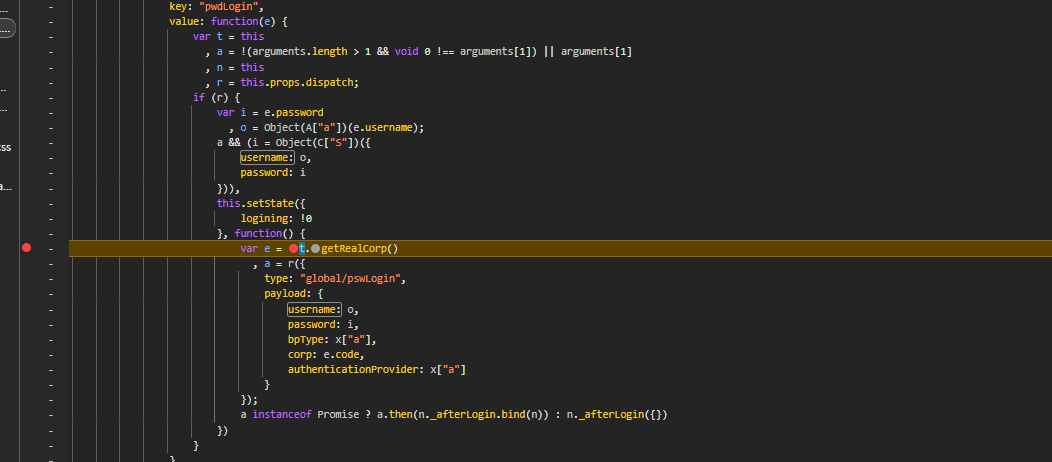 key: "pwdLogin",
...
value: function(e) {
...
var t = this
, a = !(arguments.length > 1 && void 0 !== arguments[1]) || arguments[1]
, n = this
, r = this.props.dispatch;
..
if (r) {
...
var i = e.password
, o = Object(A["a"])(e.username);
a && (i = Object(C["S"])({
css
username: o,
password: i
a...
})),
this.setState({
logining: !0
}, function() {
var e = t.getRealCorp()
, a = r({
type: "global/pswLogin",
payload: {
username: o,
password: i,
bpType: x["a"],
corp: e.code,
authenticationProvider: x["a"]
}
});
a instanceof Promise ? a.then(n._afterLogin.bind(n)) : n._afterLogin({})
})
}